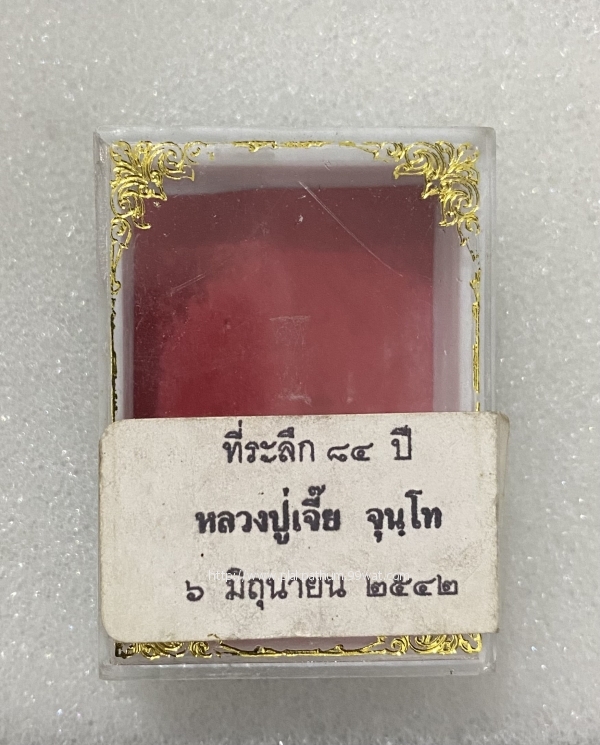 ที่ระลึก ๘๔ ปี
หลวงปู่เจี๊ยะ จุนฺโท
๖ มิถุนายน ๒๕๔๒